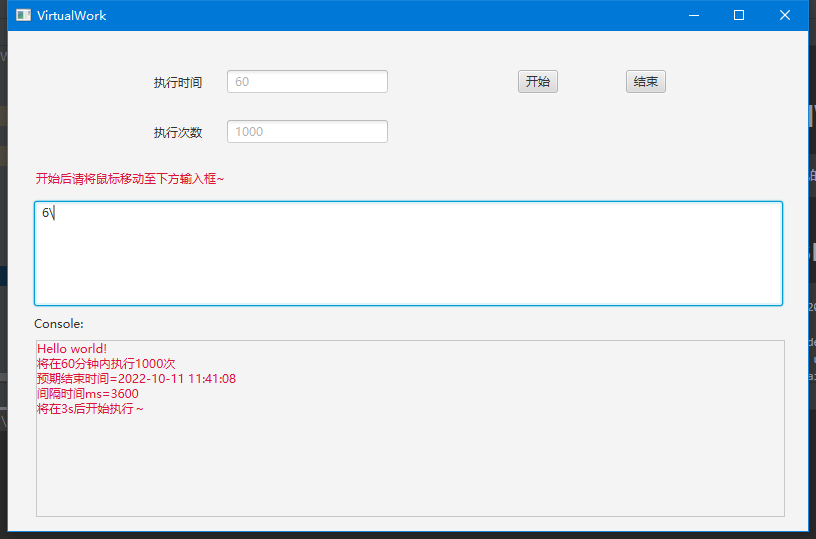 VirtualWork
执行时间 60 开始 结束
执行次数 1000
开始后请将鼠标移动至下方输入框~
6\
Console:
Hello world!
将在60分钟内执行1000次
预期结束时间=2022-10-11 11:41:08
间隔时间ms=3600
将在3s后开始执行～